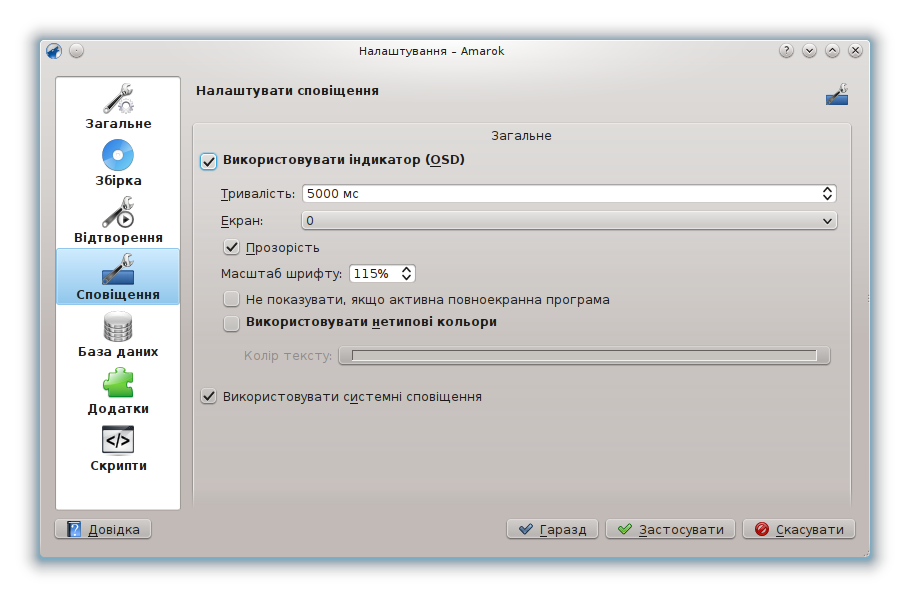 Налаштування – Amarok
Загальне
Збірка
Відтворення
Сповіщення
База даних
Додатки
Скрипти
Налаштувати сповіщення
Загальне
Використовувати індикатор (OSD)
Тривалість: 5000 мс
Екран: 0
Прозорість
Масштаб шрифту: 115%
Не показувати, якщо активна повноекранна програма
Використовувати нетипові кольори
Колір тексту:
Використовувати системні сповіщення
Довідка Гаразд Застосувати Скасувати